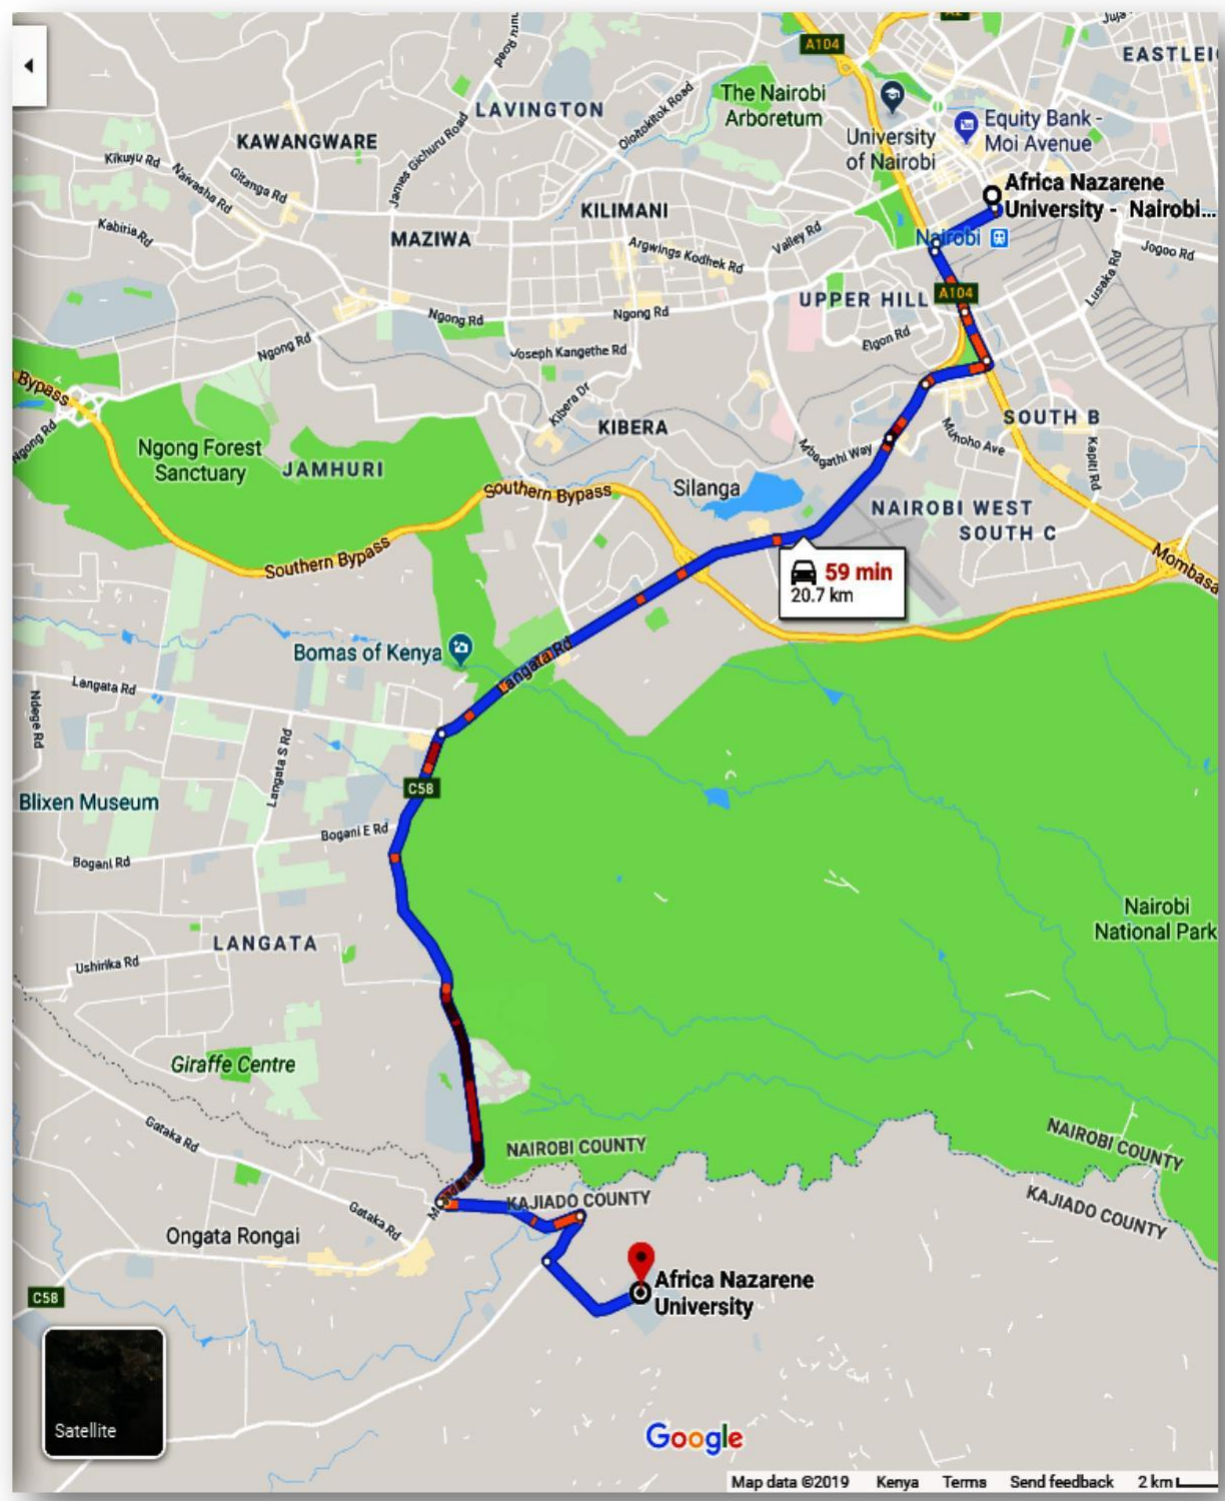 A104
A2
Juja
EASTLEI
LAVINGTON
The Nairobi
Arboretum
Oloitokitok Road
James Gichuru Road
University
of Nairobi
Equity Bank -
Moi Avenue
KAWANGWARE
Kikuyu Rd
Naivasha Rd
Gitanga Rd
Africa Nazarene
University - Nairobi...
KILIMANI
Kabiria Rd
MAZIWA
Argwings Kodhek Rd
Valley Rd
Nairobi
Jogoo Rd
Lusaka Rd
UPPER HILL
A104
Ngong Rd
Ngong Rd
Ngong Rd
Elgon Rd
Joseph Kangethe Rd
Bypass
Kibera Dr
Ngong Rd
KIBERA
SOUTH B
Muhoho Ave
Kapiti Rd
Mbagathi Way
Ngong Forest
Sanctuary
JAMHURI
Southern Bypass
Silanga
NAIROBI WEST
SOUTH C
Southern Bypass
Mombasa
59 min
20.7 km
Bomas of Kenya
Langata Rd
Langata Rd
Ndege Rd
Langata S Rd
C58
Blixen Museum
Bogani E Rd
Bogani Rd
Nairobi
National Park
LANGATA
Ushirika Rd
Giraffe Centre
Gataka Rd
NAIROBI COUNTY
NAIROBI COUNTY
KAJIADO COUNTY
KAJIADO COUNTY
Gataka Rd
Ongata Rongai
Africa Nazarene
University
C58
Satellite
Google
Map data ©2019 Kenya Terms Send feedback 2 km